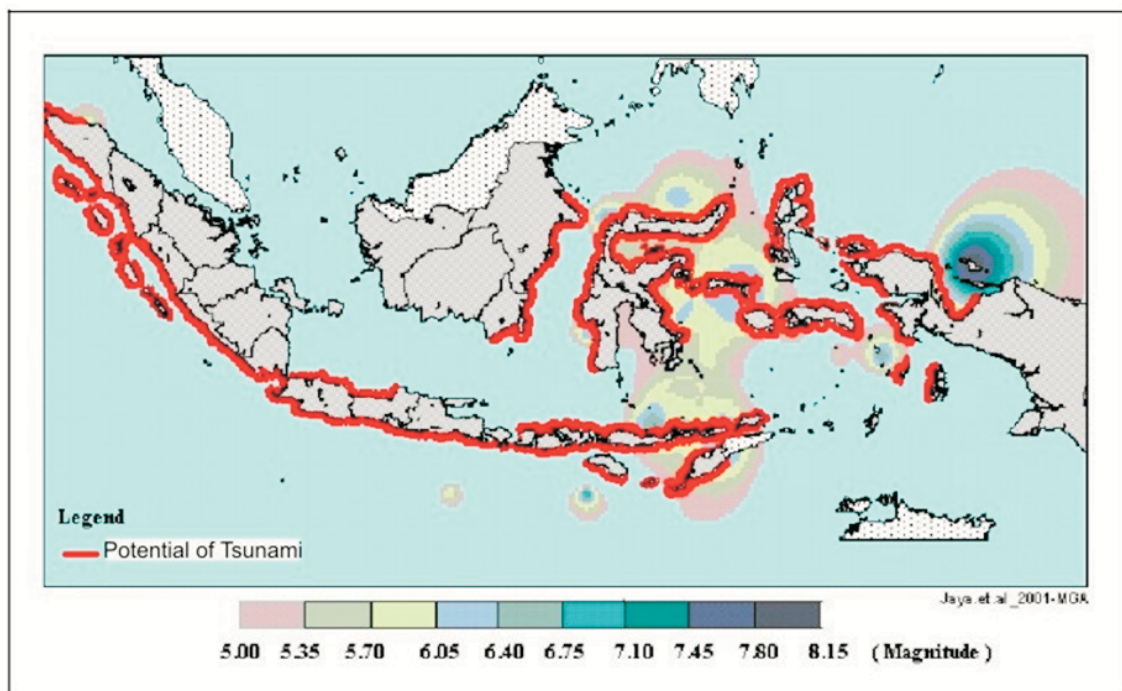 Legend
Potential of Tsunami
Jaya.et.al_2001-MGA
5.00 5.35 5.70 6.05 6.40 6.75 7.10 7.45 7.80 8.15 ( Magnitude )